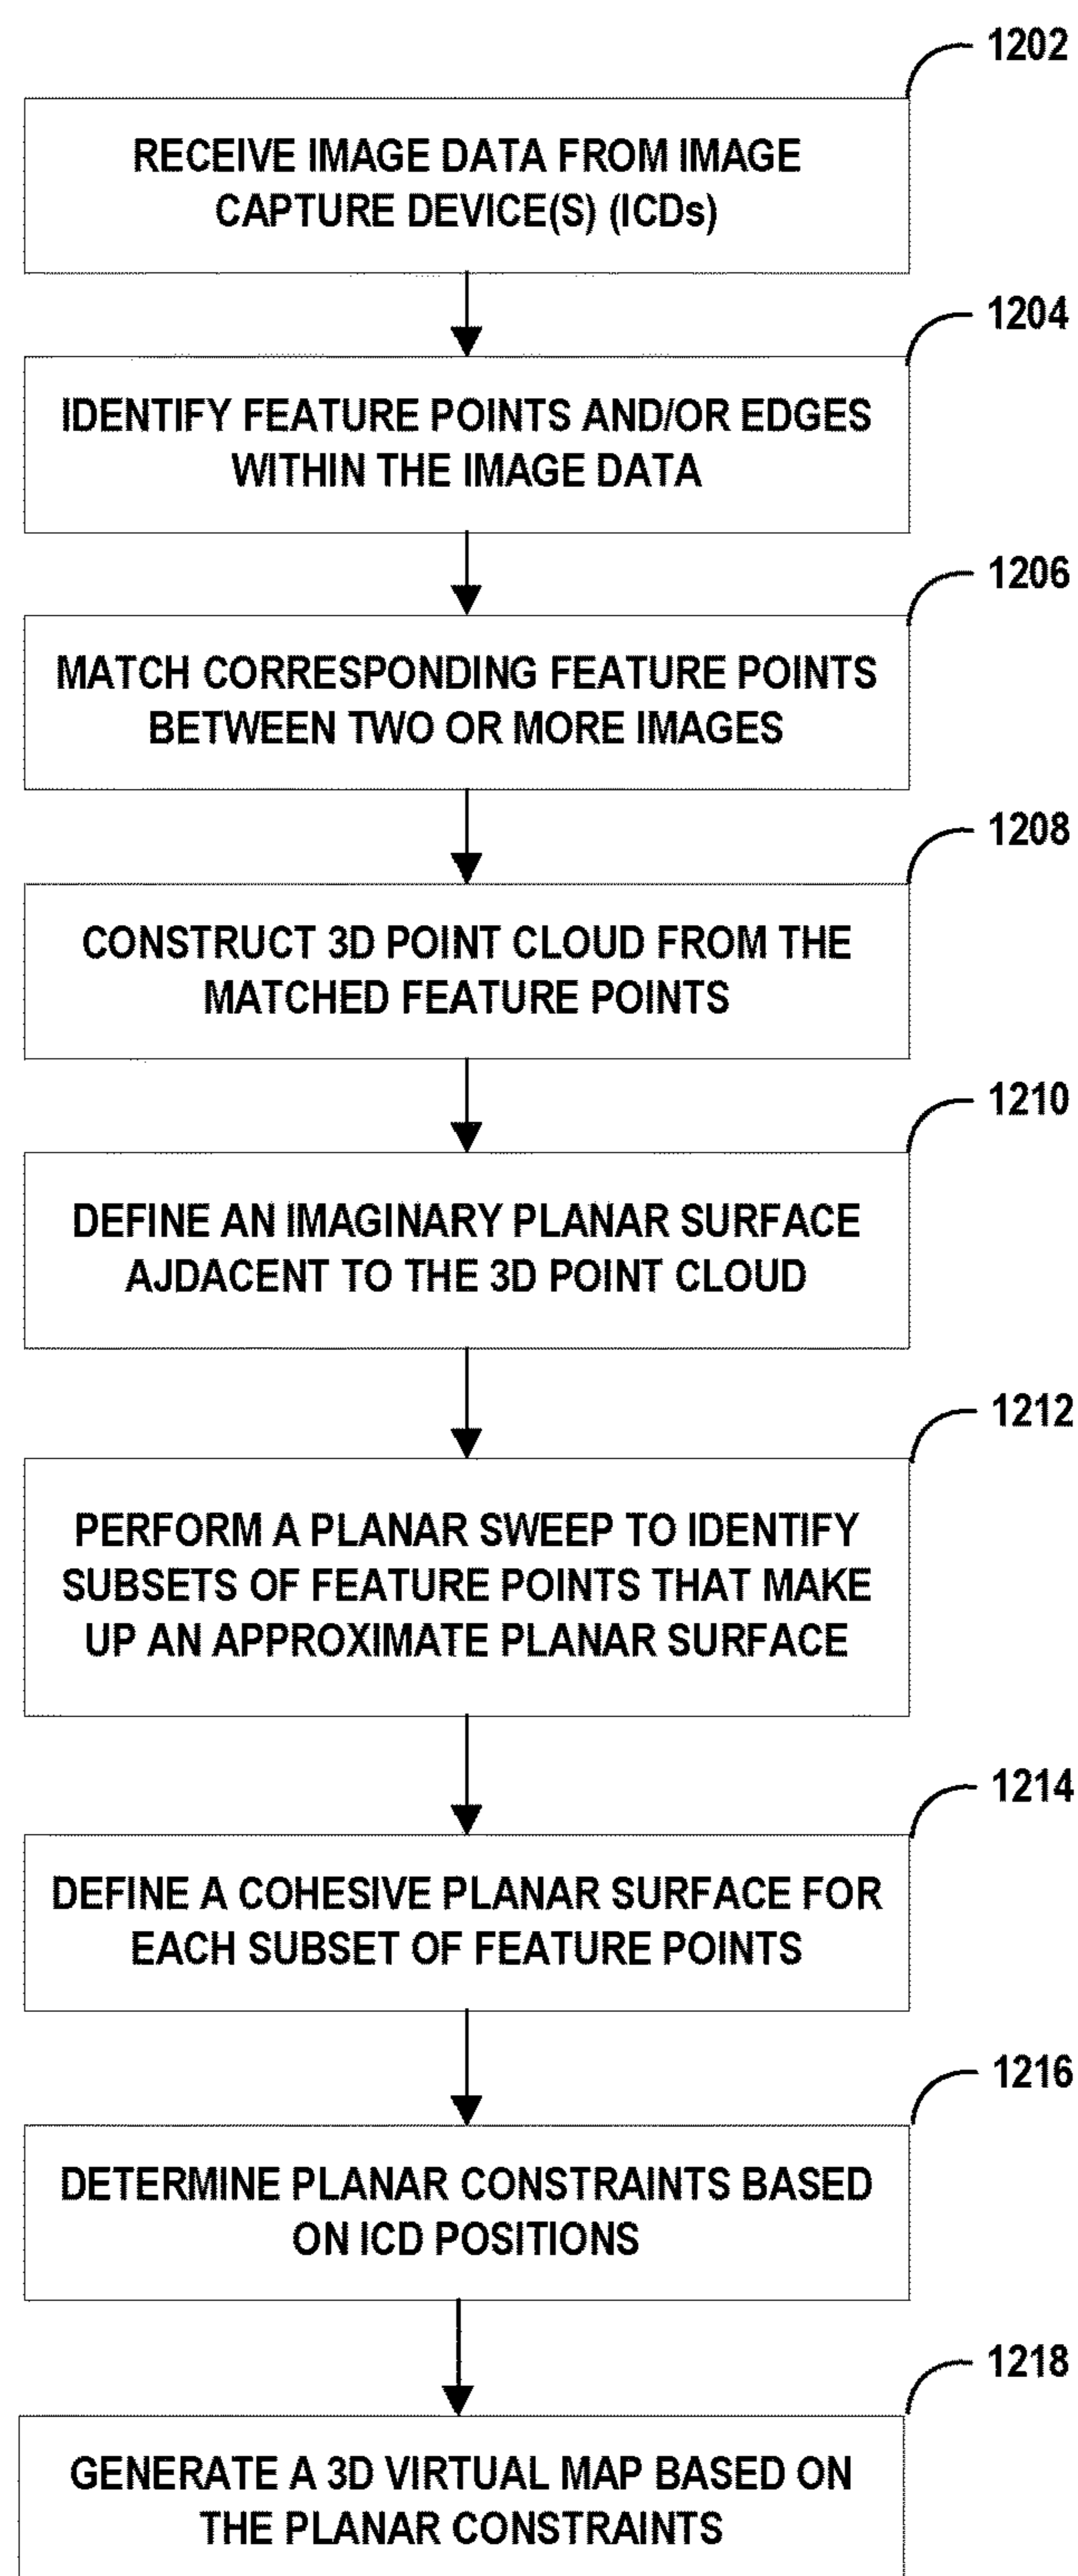 1202
RECEIVE IMAGE DATA FROM IMAGE
CAPTURE DEVICE(S) (ICDs)
1204
IDENTIFY FEATURE POINTS AND/OR EDGES
WITHIN THE IMAGE DATA
1206
MATCH CORRESPONDING FEATURE POINTS
BETWEEN TWO OR MORE IMAGES
1208
CONSTRUCT 3D POINT CLOUD FROM THE
MATCHED FEATURE POINTS
1210
DEFINE AN IMAGINARY PLANAR SURFACE
AJDACENT TO THE 3D POINT CLOUD
1212
PERFORM A PLANAR SWEEP TO IDENTIFY
SUBSETS OF FEATURE POINTS THAT MAKE
UP AN APPROXIMATE PLANAR SURFACE
1214
DEFINE A COHESIVE PLANAR SURFACE FOR
EACH SUBSET OF FEATURE POINTS
1216
DETERMINE PLANAR CONSTRAINTS BASED
ON ICD POSITIONS
1218
GENERATE A 3D VIRTUAL MAP BASED ON
THE PLANAR CONSTRAINTS